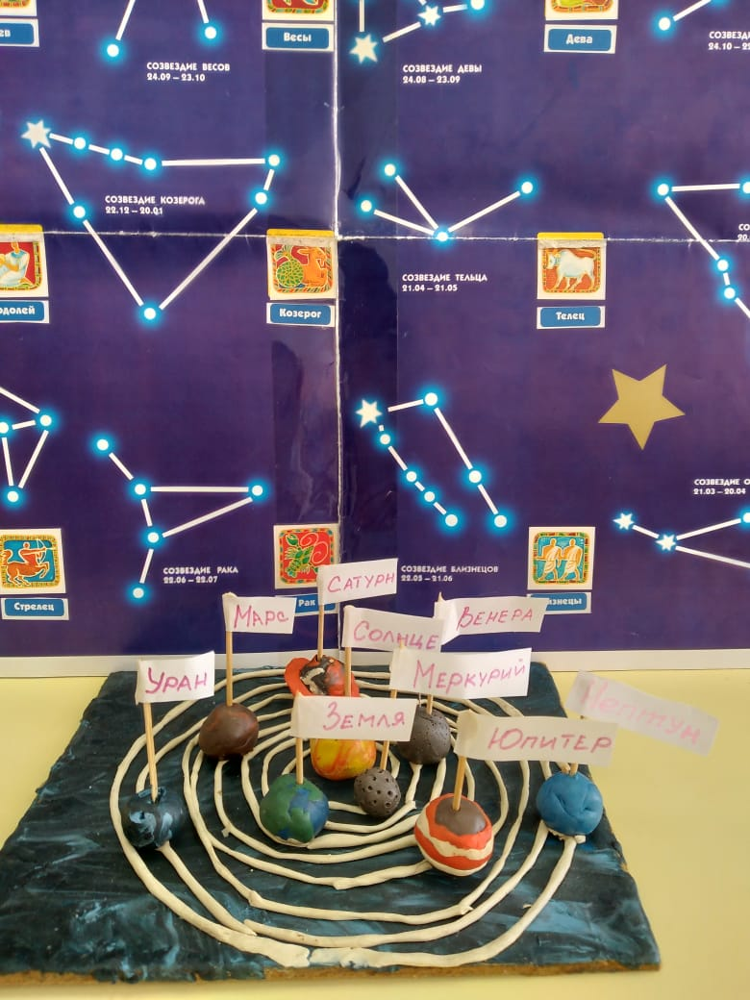 Весы
Дева
СОЗВЕЗДИЕ ВЕСОВ
24.09 – 23.10
СОЗВЕЗДИЕ ДЕВЫ
24.08 – 23.09
СОЗВЕЗДИЕ КОЗЕРОГА
22.12 – 20.01
СОЗВЕЗДИЕ ТЕЛЬЦА
21.04 – 21.05
Козерог
Телец
СОЗВЕЗДИЕ
21.03 – 20.04
СОЗВЕЗДИЕ РАКА
22.06 – 22.07
СОЗВЕЗДИЕ БЛИЗНЕЦОВ
22.05 – 21.06
Стрелец
Рак
САТУРН
МАРС
ВЕНЕРА
СОЛНЦЕ
МЕРКУРИЙ
УРАН
ЗЕМЛЯ
ЮПИТЕР
НЕПТУН